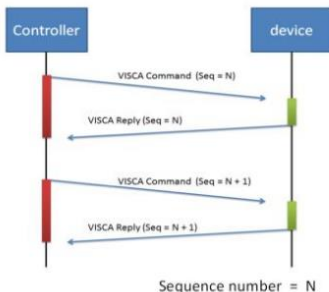 Controller
device
VISCA Command (Seq = N)
VISCA Reply (Seq = N)
VISCA Command (Seq = N + 1)
VISCA Reply (Seq = N + 1)
Sequence number = N